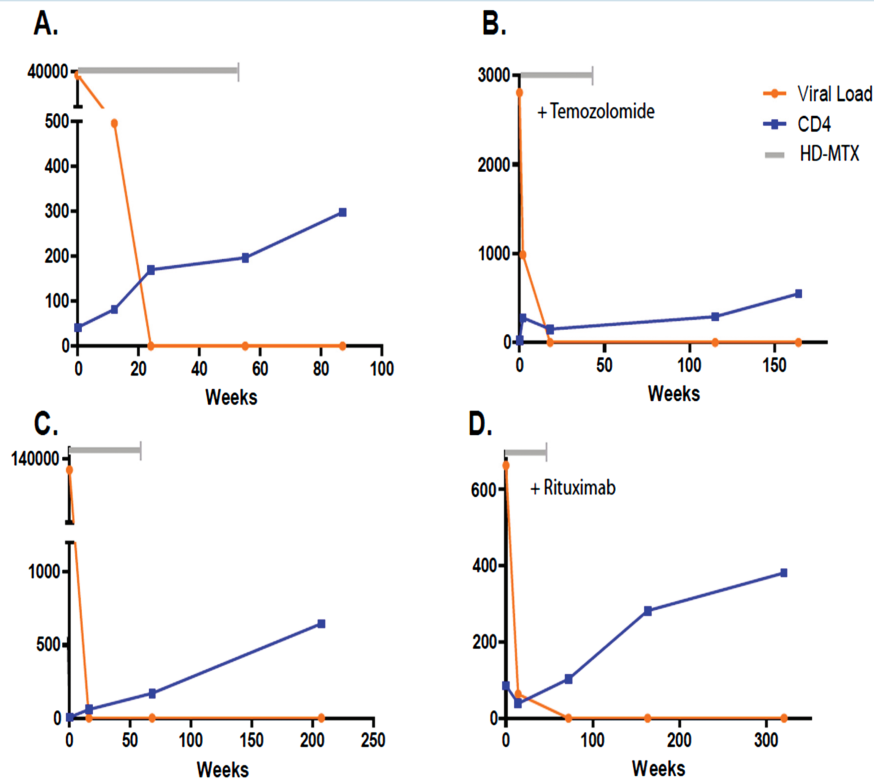 A.
40000
500
400
300
200
100
0
0 20 40 60 80 100
Weeks
B.
3000
+ Temozolomide
2000
1000
0
0 50 100 150
Weeks
Viral Load
CD4
HD-MTX
C.
140000
1000
500
0
0 50 100 150 200 250
Weeks
D.
+ Rituximab
600
400
200
0
0 100 200 300
Weeks